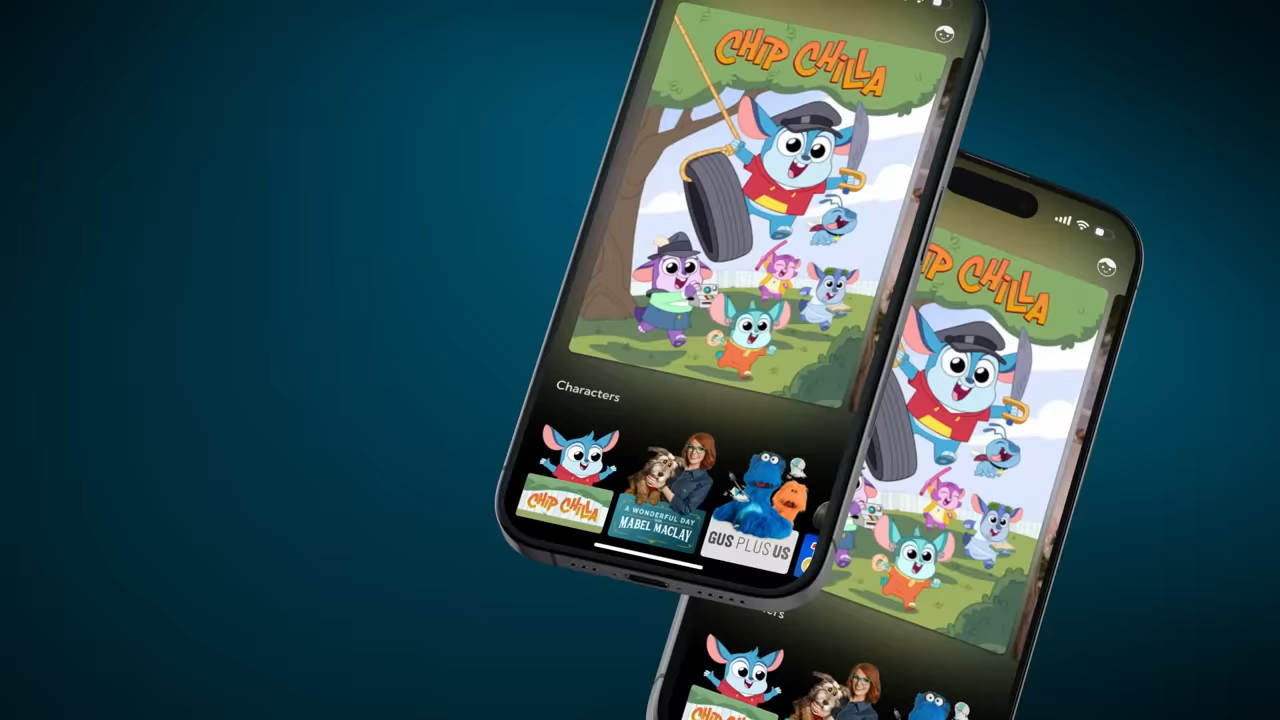 CHIP CHILLA
Characters
CHIP CHILLA
A WONDERFUL DAY
MABEL MACLAY
GUS PLUS US
CHIP CHILLA